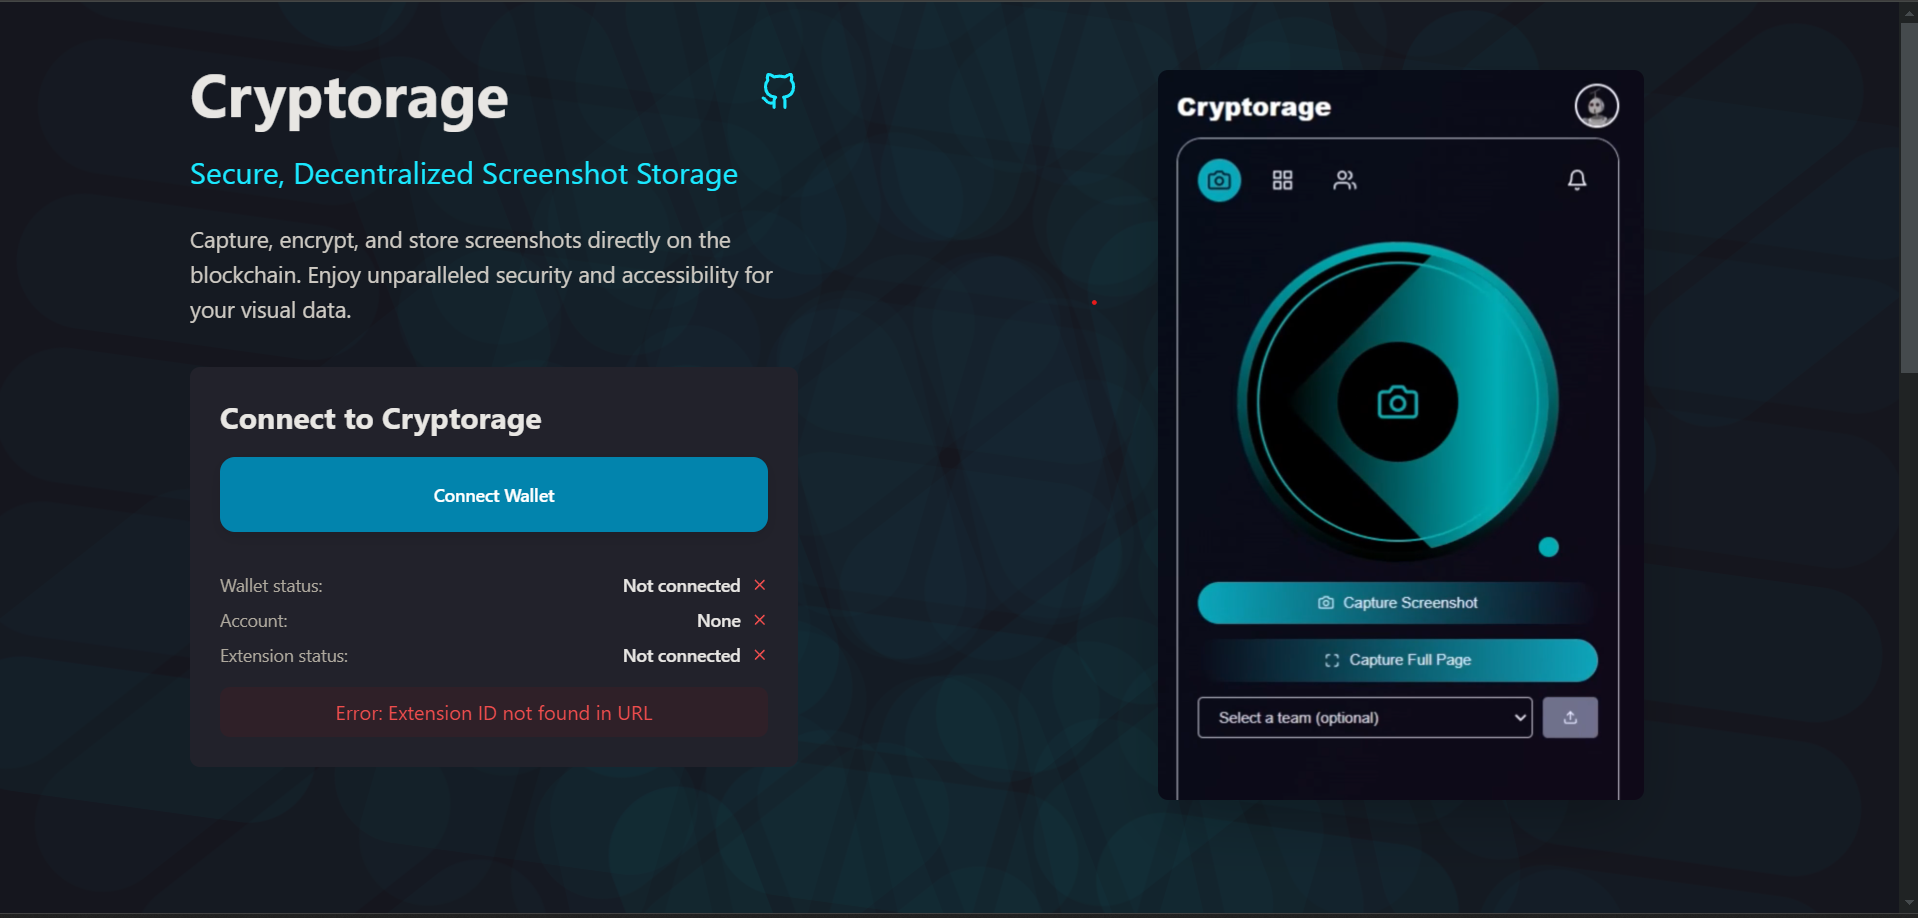 Cryptorage
Secure, Decentralized Screenshot Storage
Capture, encrypt, and store screenshots directly on the
blockchain. Enjoy unparalleled security and accessibility for
your visual data.
Connect to Cryptorage
Connect Wallet
Wallet status: Not connected
Account: None
Extension status: Not connected
Error: Extension ID not found in URL
Cryptorage
Capture Screenshot
Capture Full Page
Select a team (optional)